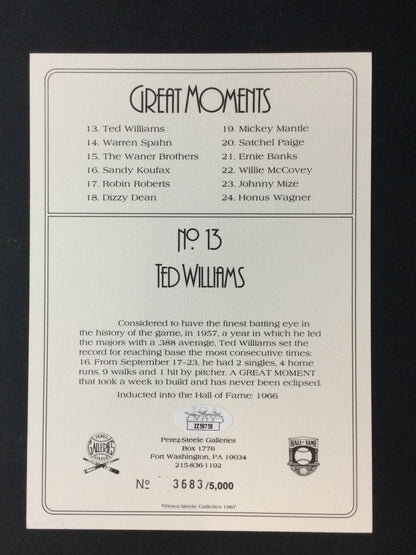 GREAT MOMENTS
13. Ted Williams
14. Warren Spahn
15. The Waner Brothers
16. Sandy Koufax
17. Robin Roberts
18. Dizzy Dean
19. Mickey Mantle
20. Satchel Paige
21. Ernie Banks
22. Willie McCovey
23. Johnny Mize
24. Honus Wagner
No. 13
TED WILLIAMS
Considered to have the finest batting eye in
the history of the game, in 1957, a year in which he led
the majors with a .388 average, Ted Williams set the
record for reaching base the most consecutive times:
16. From September 17-23, he had 2 singles, 4 home
runs, 9 walks and 1 hit by pitcher. A GREAT MOMENT
that took a week to build and has never been eclipsed.
Inducted into the Hall of Fame: 1966
PEREZ
GALLERIES
STEELE
Perez-Steele Galleries
Box 1776
Fort Washington, PA 19034
215-836-1192
HALL OF FAME
No 3683/5,000
©Perez-Steele Galleries 1987